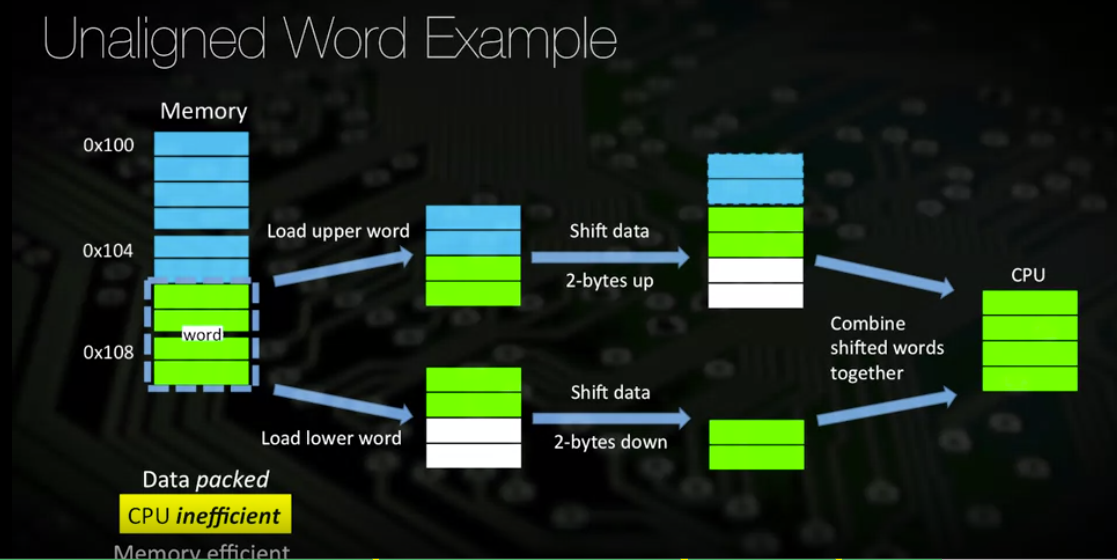 Unaligned Word Example
Memory
0x100
0x104
word
0x108
Load upper word
Load lower word
Shift data
2-bytes up
Shift data
2-bytes down
Combine
shifted words
together
CPU
Data packed
CPU inefficient
Memory efficient